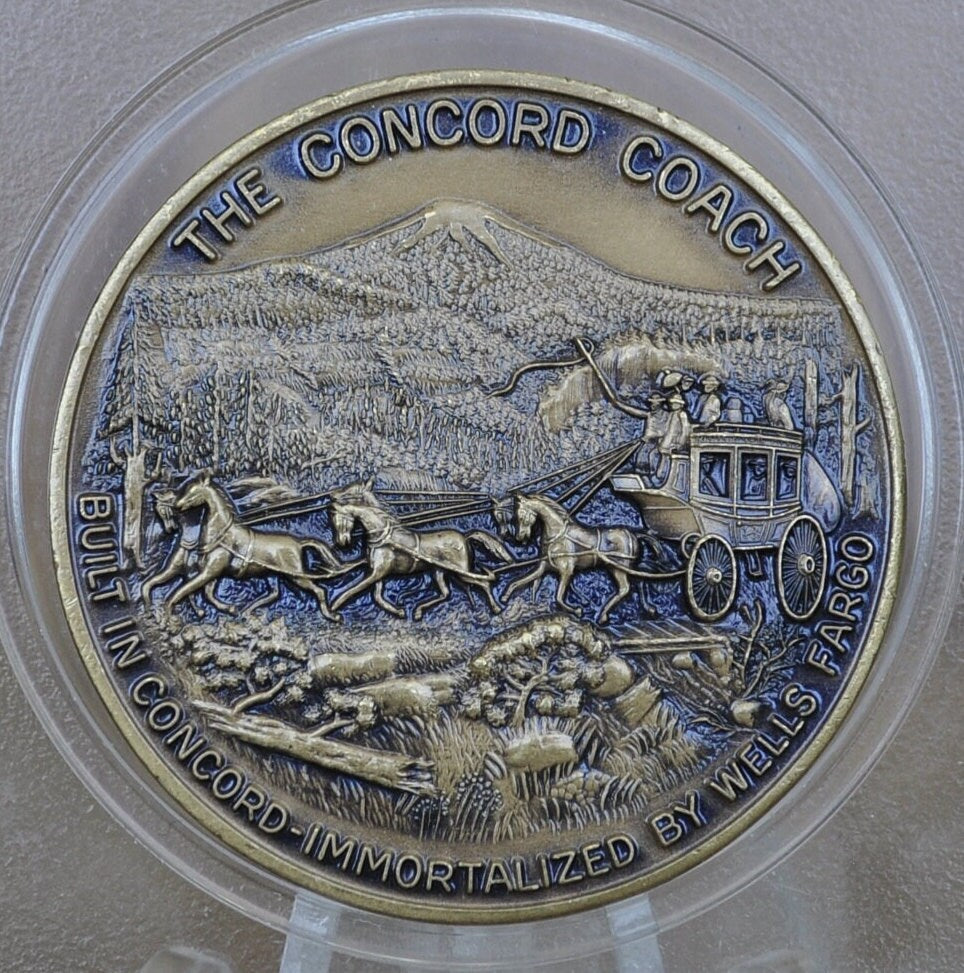 THE CONCORD COACH
BUILT IN CONCORD-IMMORTALIZED BY WELLS FARGO